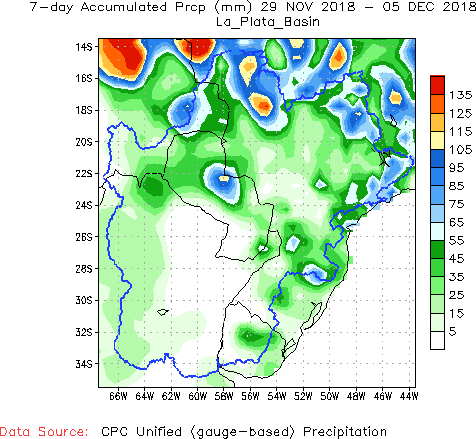 7-day Accumulated Prcp (mm) 29 NOV 2018 - 05 DEC 2018
La_Plata_Basin
14S
16S
18S
20S
22S
24S
26S
28S
30S
32S
34S
66W 64W 62W 60W 58W 56W 54W 52W 50W 48W 46W 44W
135
125
115
105
95
85
75
65
55
45
35
25
15
5
Data Source: CPC Unified (gauge-based) Precipitation